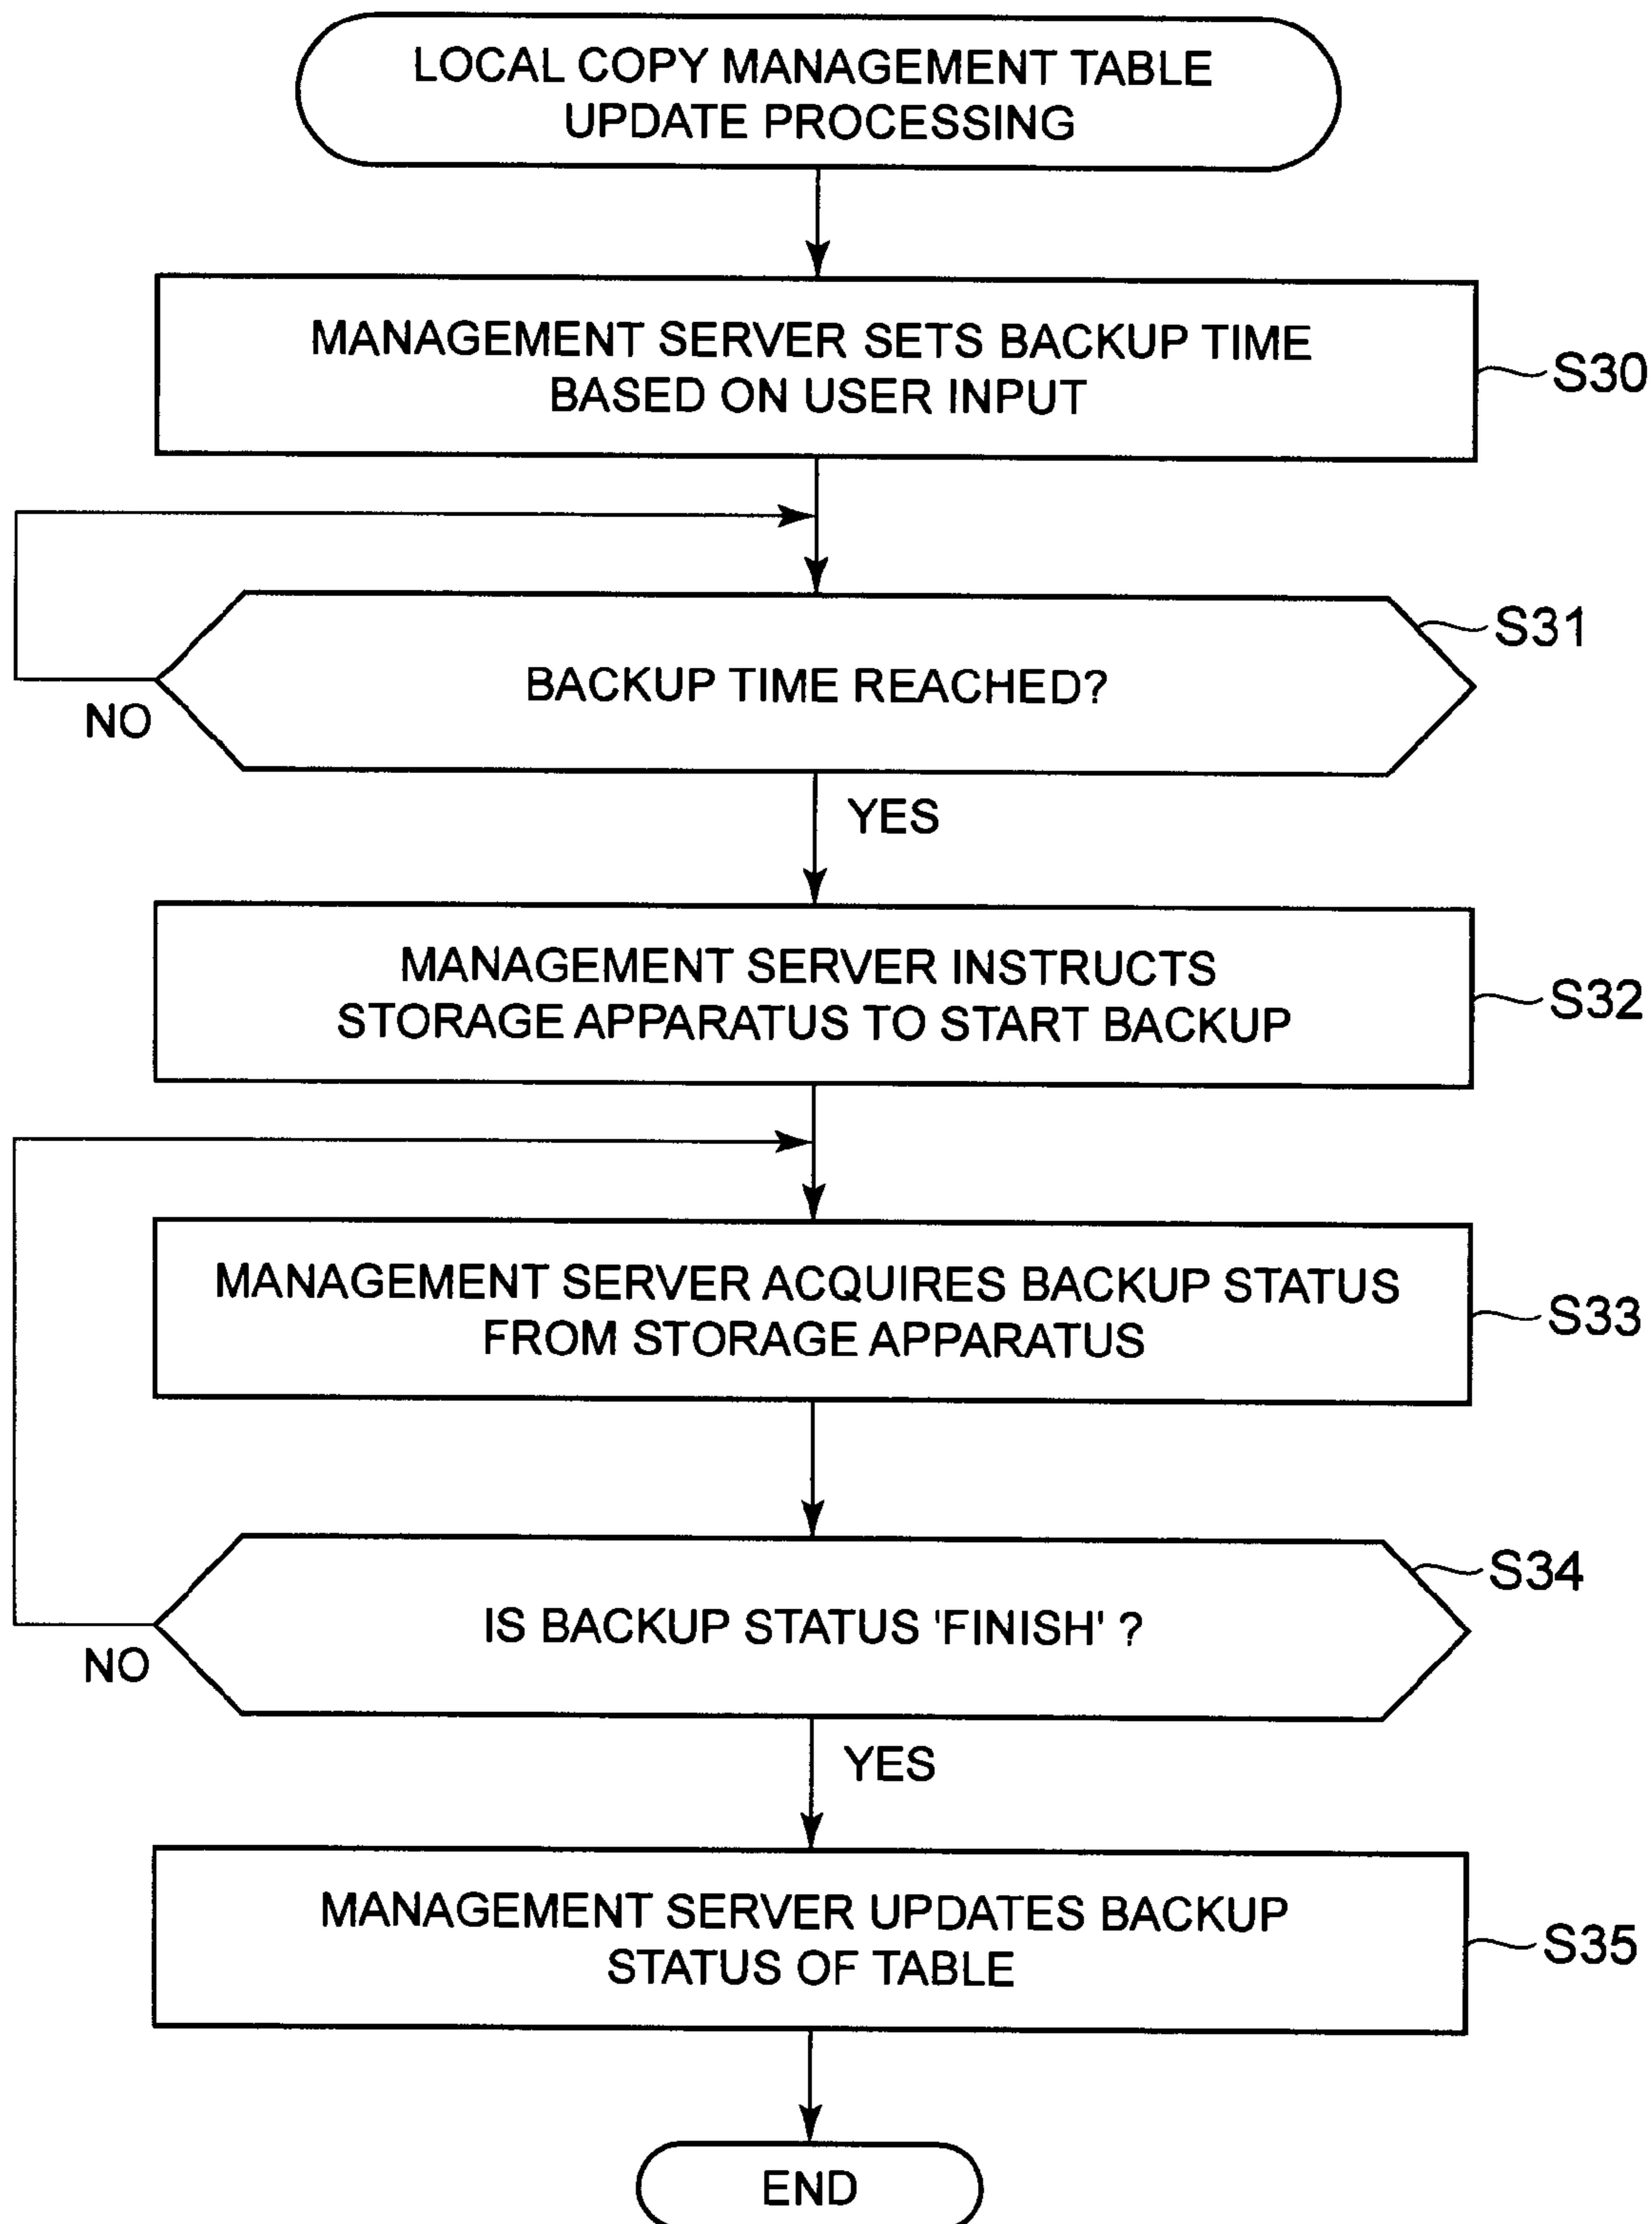 LOCAL COPY MANAGEMENT TABLE
UPDATE PROCESSING
MANAGEMENT SERVER SETS BACKUP TIME
BASED ON USER INPUT
S30
S31
BACKUP TIME REACHED?
NO
YES
MANAGEMENT SERVER INSTRUCTS
STORAGE APPARATUS TO START BACKUP
S32
MANAGEMENT SERVER ACQUIRES BACKUP STATUS
FROM STORAGE APPARATUS
S33
S34
IS BACKUP STATUS 'FINISH' ?
NO
YES
MANAGEMENT SERVER UPDATES BACKUP
STATUS OF TABLE
S35
END